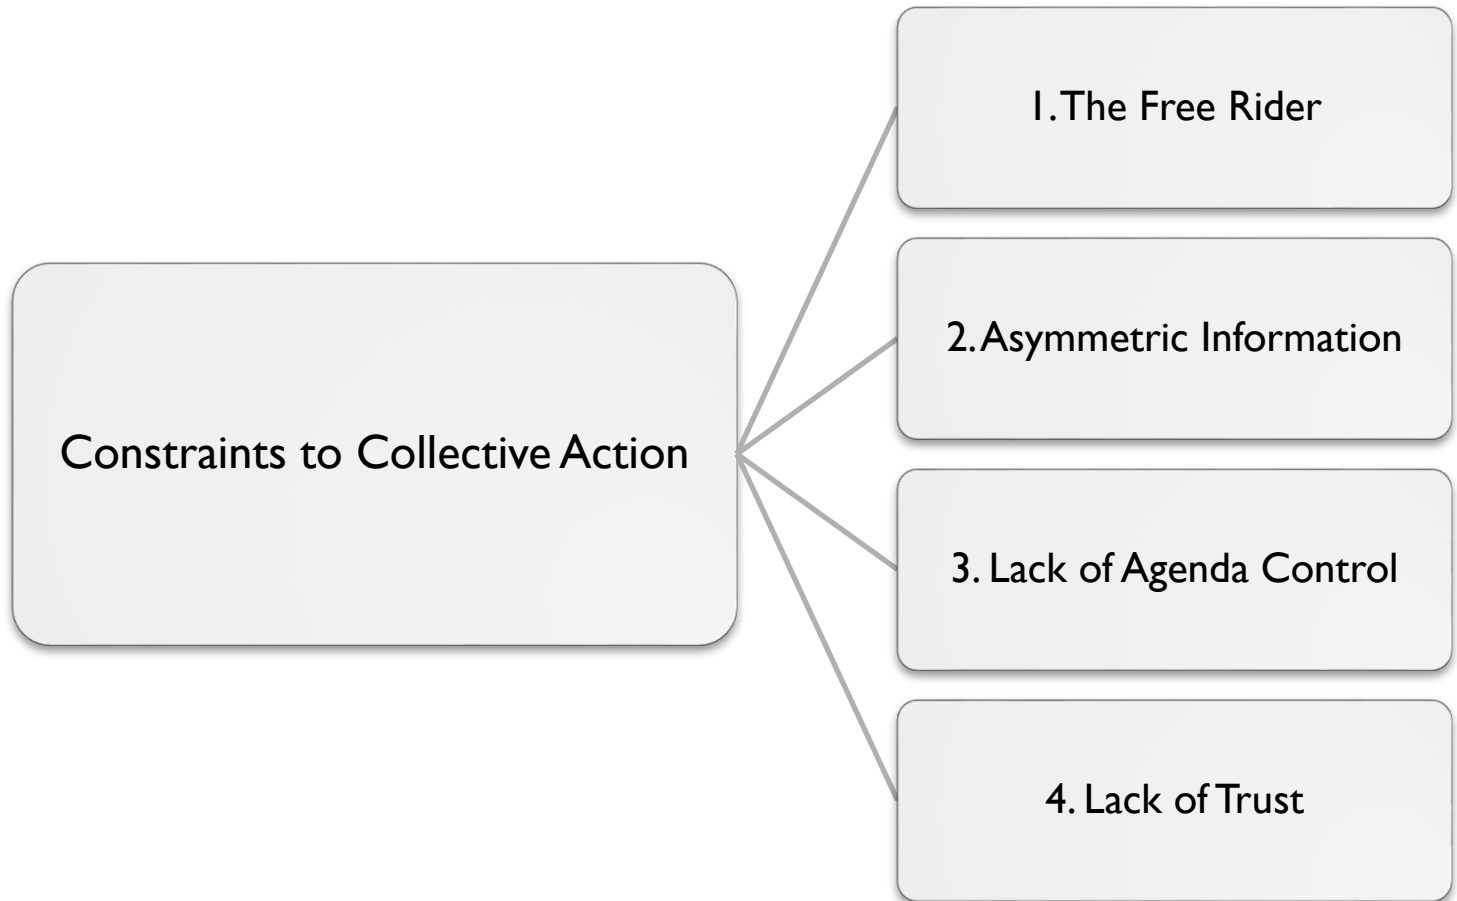 Constraints to Collective Action
1. The Free Rider
2. Asymmetric Information
3. Lack of Agenda Control
4. Lack of Trust